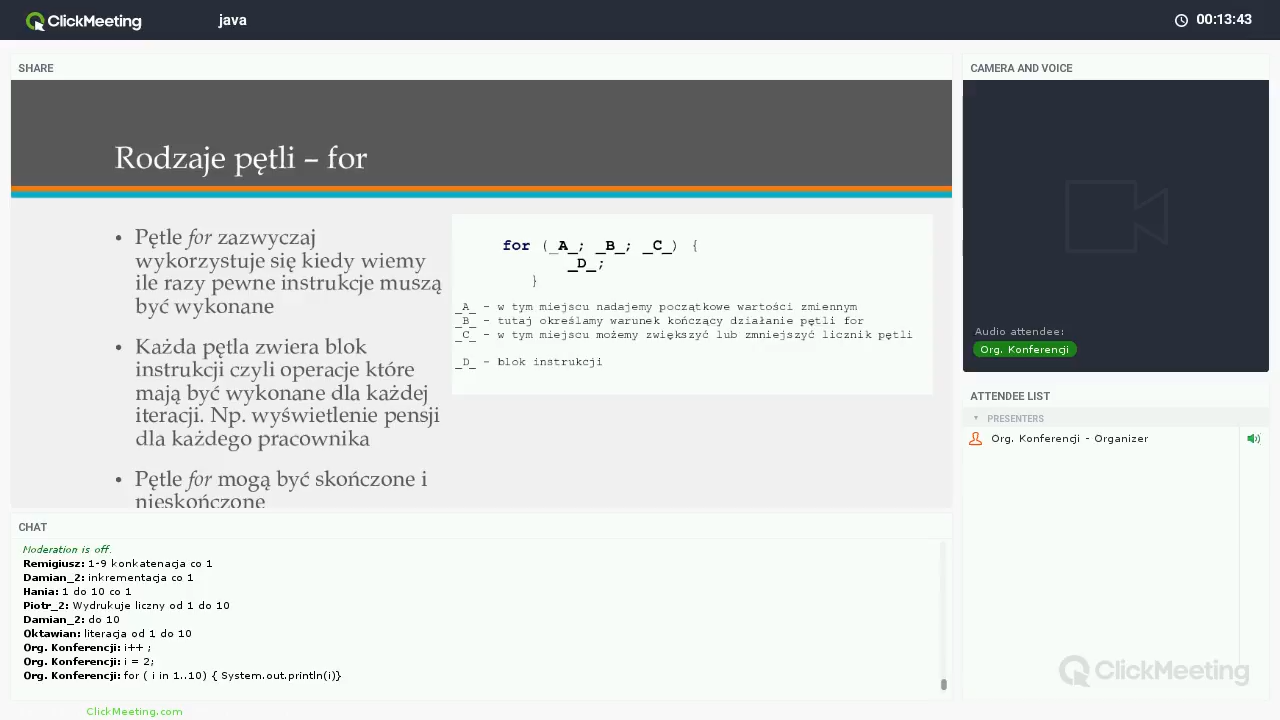 ClickMeeting
java
00:13:43
SHARE
Rodzaje pętli – for
• Pętle for zazwyczaj
wykorzystuje się kiedy wiemy
ile razy pewne instrukcje muszą
być wykonane
• Każda pętla zwiera blok
instrukcji czyli operacje które
mają być wykonane dla każdej
iteracji. Np. wyświetlenie pensji
dla każdego pracownika
• Pętle for mogą być skończone i
nieskończone
for (_A_; _B_; _C_) {
_D_;
}
_A_ - w tym miejscu nadajemy początkowe wartości zmiennym
_B_ - tutaj określamy warunek kończący działanie pętli for
_C_ - w tym miejscu możemy zwiększyć lub zmniejszyć licznik pętli
_D_ - blok instrukcji
CAMERA AND VOICE
Audio attendee:
Org. Konferencji
ATTENDEE LIST
PRESENTERS
Org. Konferencji - Organizer
CHAT
Moderation is off.
Remigiusz: 1-9 konkatenacja co 1
Damian_2: inkrementacja co 1
Hania: 1 do 10 co 1
Piotr_2: Wydrukuje liczny od 1 do 10
Damian_2: do 10
Oktawian: literacja od 1 do 10
Org. Konferencji: i++ ;
Org. Konferencji: i = 2;
Org. Konferencji: for ( i in 1..10) { System.out.println(i)}
ClickMeeting
ClickMeeting.com